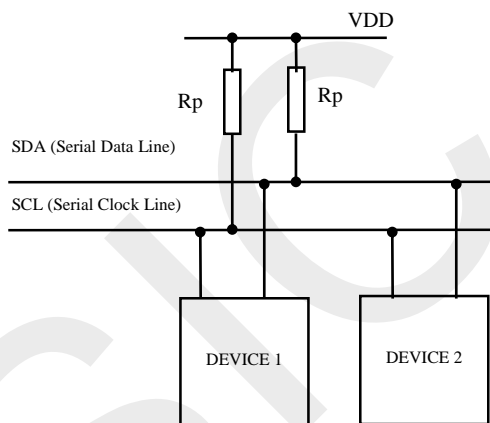 VDD
Rp
Rp
SDA (Serial Data Line)
SCL (Serial Clock Line)
DEVICE 1
DEVICE 2